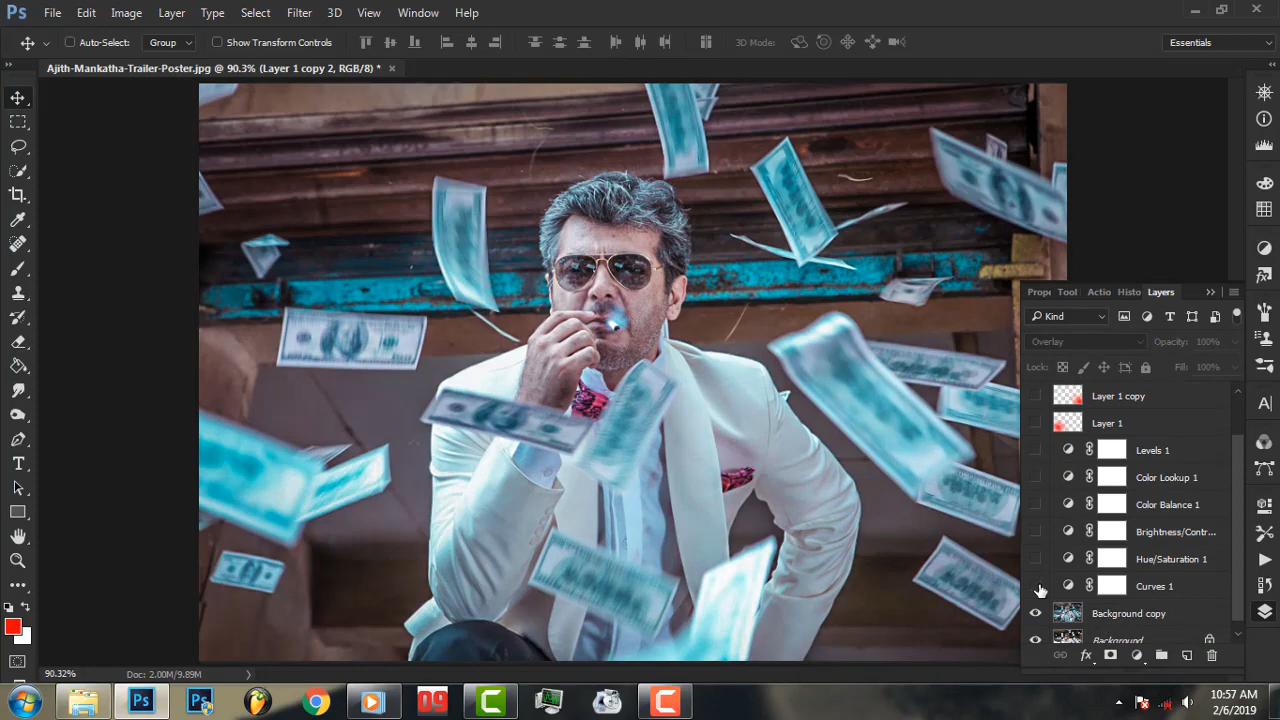 Ps File Edit Image Layer Type Select Filter 3D View Window Help
Auto-Select: Group Show Transform Controls 3D Mode: Essentials
Ajith-Mankatha-Trailer-Poster.jpg @ 90.3% (Layer 1 copy 2, RGB/8) *
Prope Tool Actio Histo Layers
Kind
Overlay Opacity: 100%
Lock: Fill: 100%
Layer 1 copy
Layer 1
Levels 1
Color Lookup 1
Color Balance 1
Brightness/Contr...
Hue/Saturation 1
Curves 1
Background copy
Background
90.32% Doc: 2.00M/9.89M
Ps Ps 09 C C
10:57 AM
2/6/2019